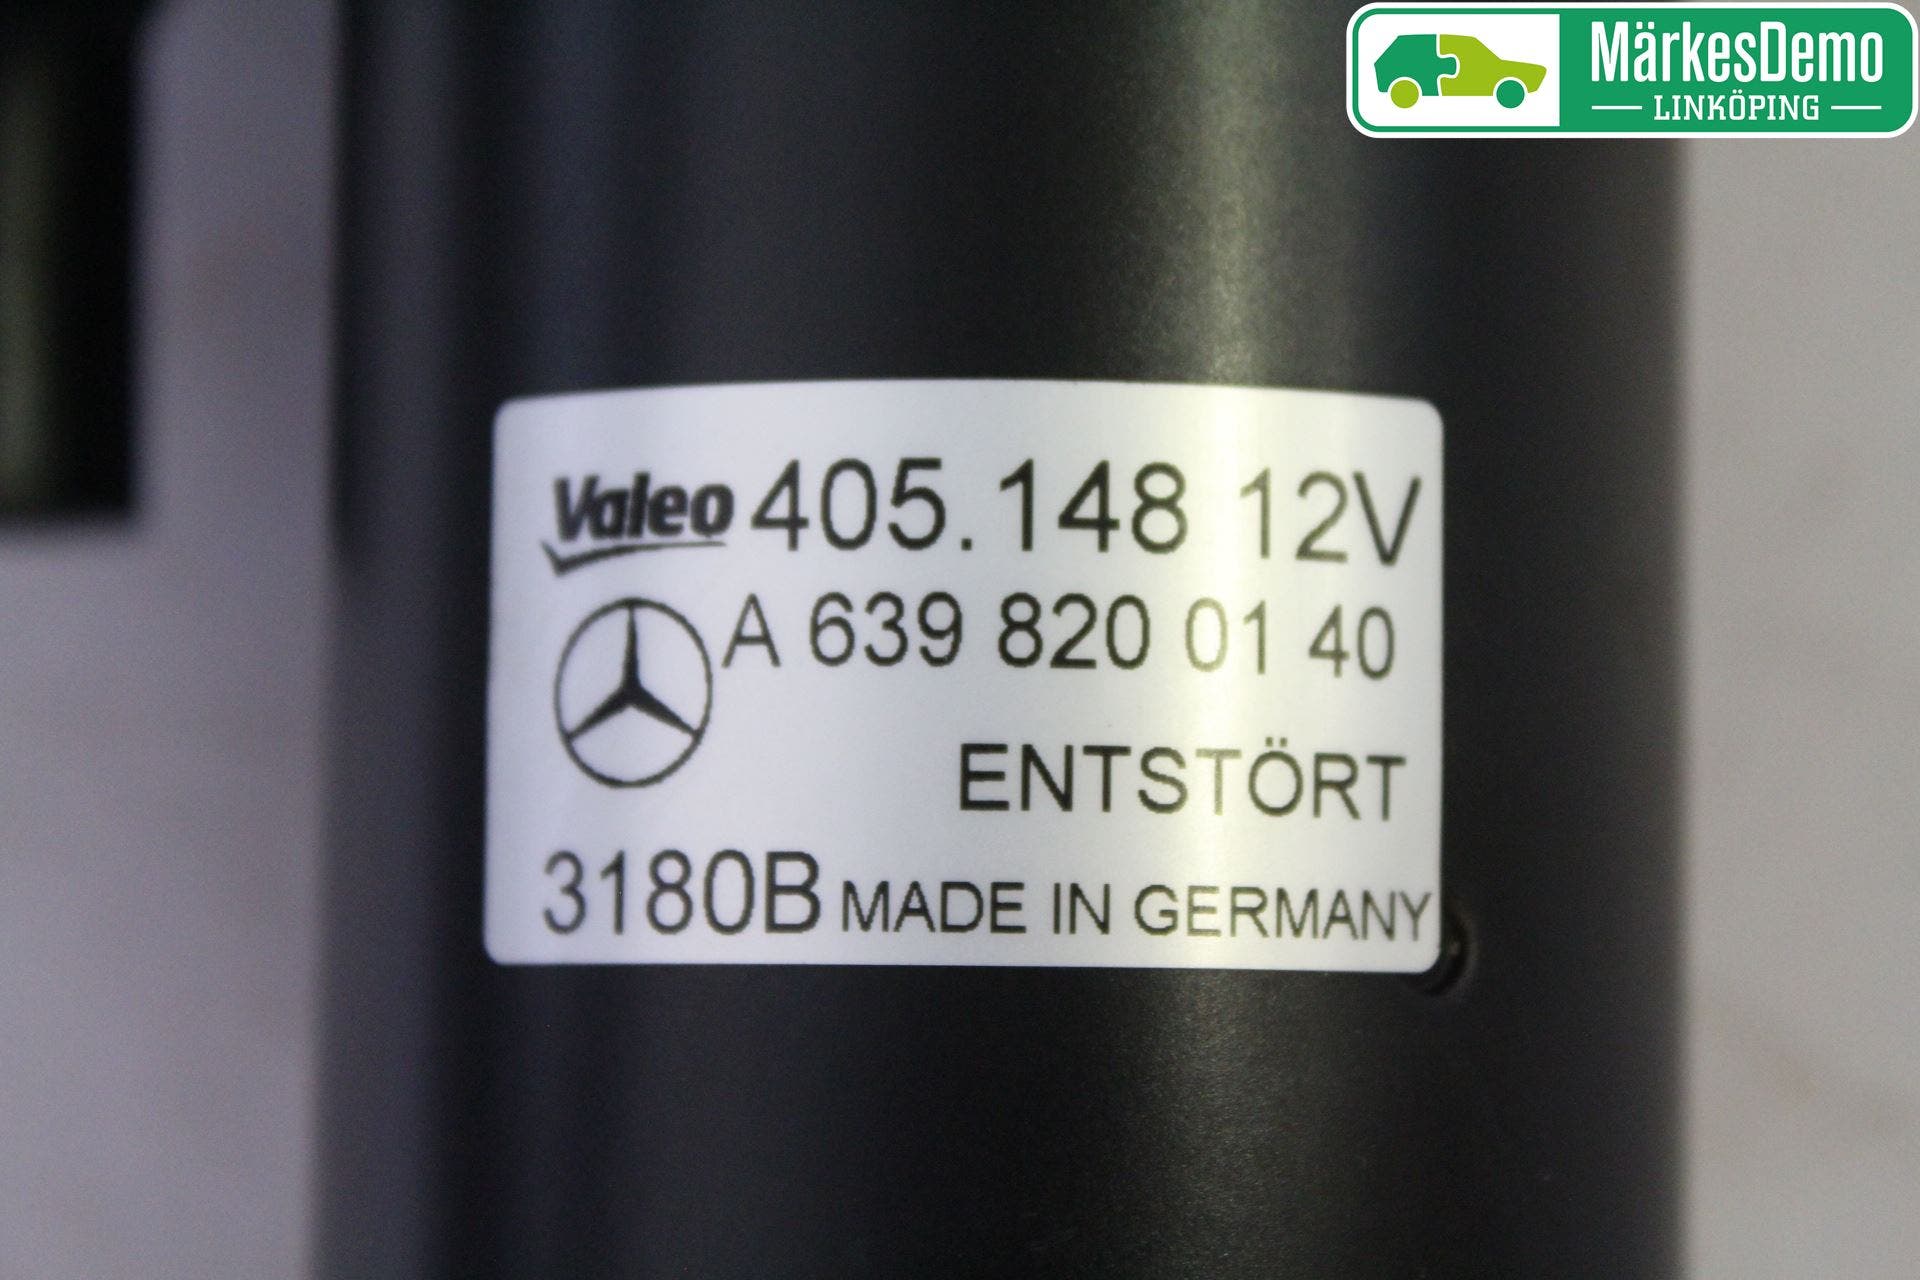 MärkesDemo
LINKÖPING
Valeo 405.148 12V
A 639 820 01 40
ENTSTÖRT
3180B MADE IN GERMANY